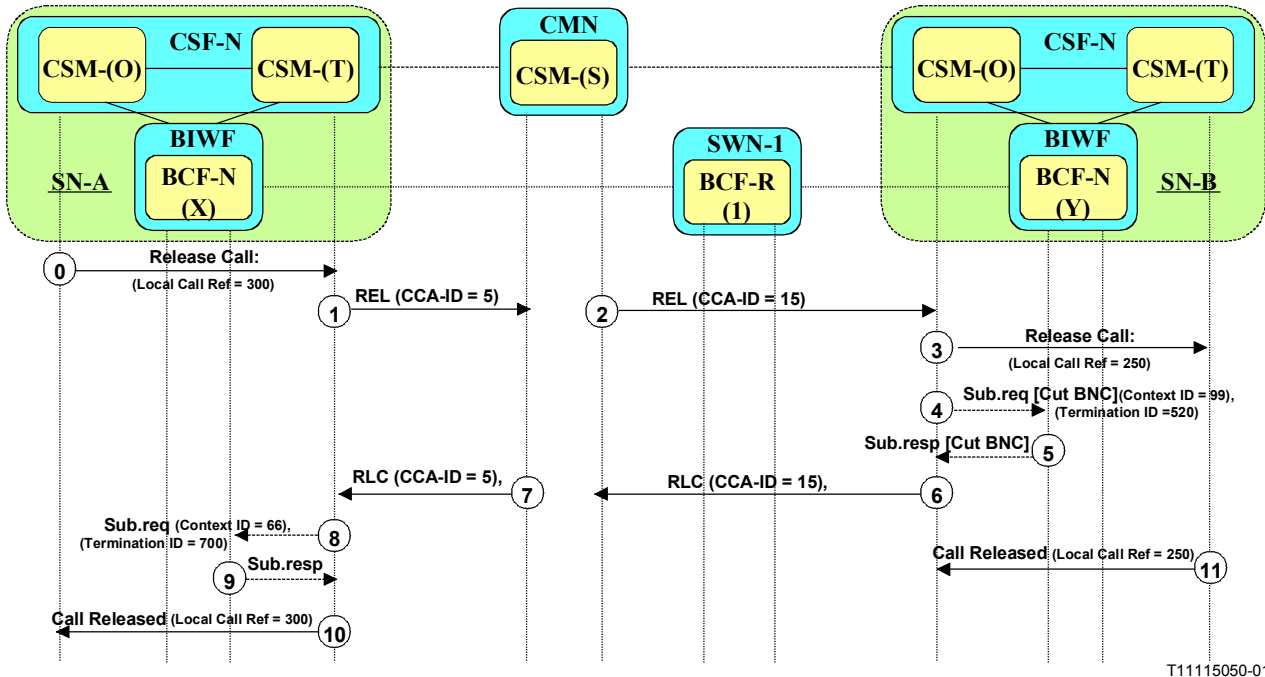 CSF-N
CSM-(O)
CSM-(T)
CMN
CSM-(S)
CSF-N
CSM-(O)
CSM-(T)
BIWF
BCF-N
(X)
SN-A
SWN-1
BCF-R
(1)
BIWF
BCF-N
(Y)
SN-B
0
Release Call:
(Local Call Ref = 300)
1
REL (CCA-ID = 5)
2
REL (CCA-ID = 15)
3
Release Call:
(Local Call Ref = 250)
4
Sub.req [Cut BNC](Context ID = 99),
(Termination ID =520)
Sub.resp [Cut BNC]
5
RLC (CCA-ID = 5),
7
RLC (CCA-ID = 15),
6
Sub.req (Context ID = 66),
(Termination ID = 700)
8
9
Sub.resp
Call Released (Local Call Ref = 250)
11
Call Released (Local Call Ref = 300)
10
T11115050-01